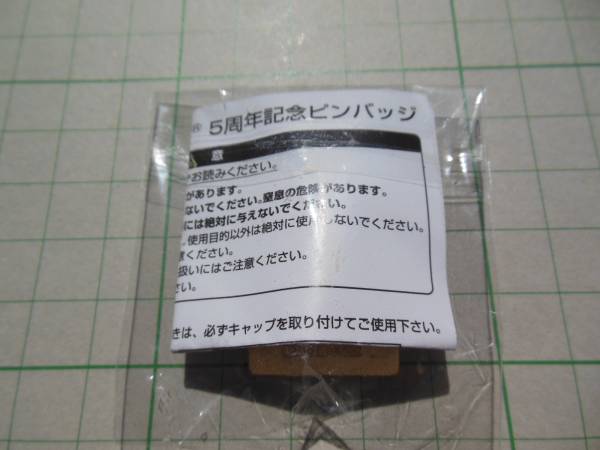 ® 5周年記念ピンバッジ
意
お読みください。
があります。
ないでください。窒息の危険があります。
には絶対に与えないでください。
使用目的以外は絶対に使用しないでください。
意ください。
扱いにはご注意ください。
さい。
きは、必ずキャップを取り付けてご使用下さい。